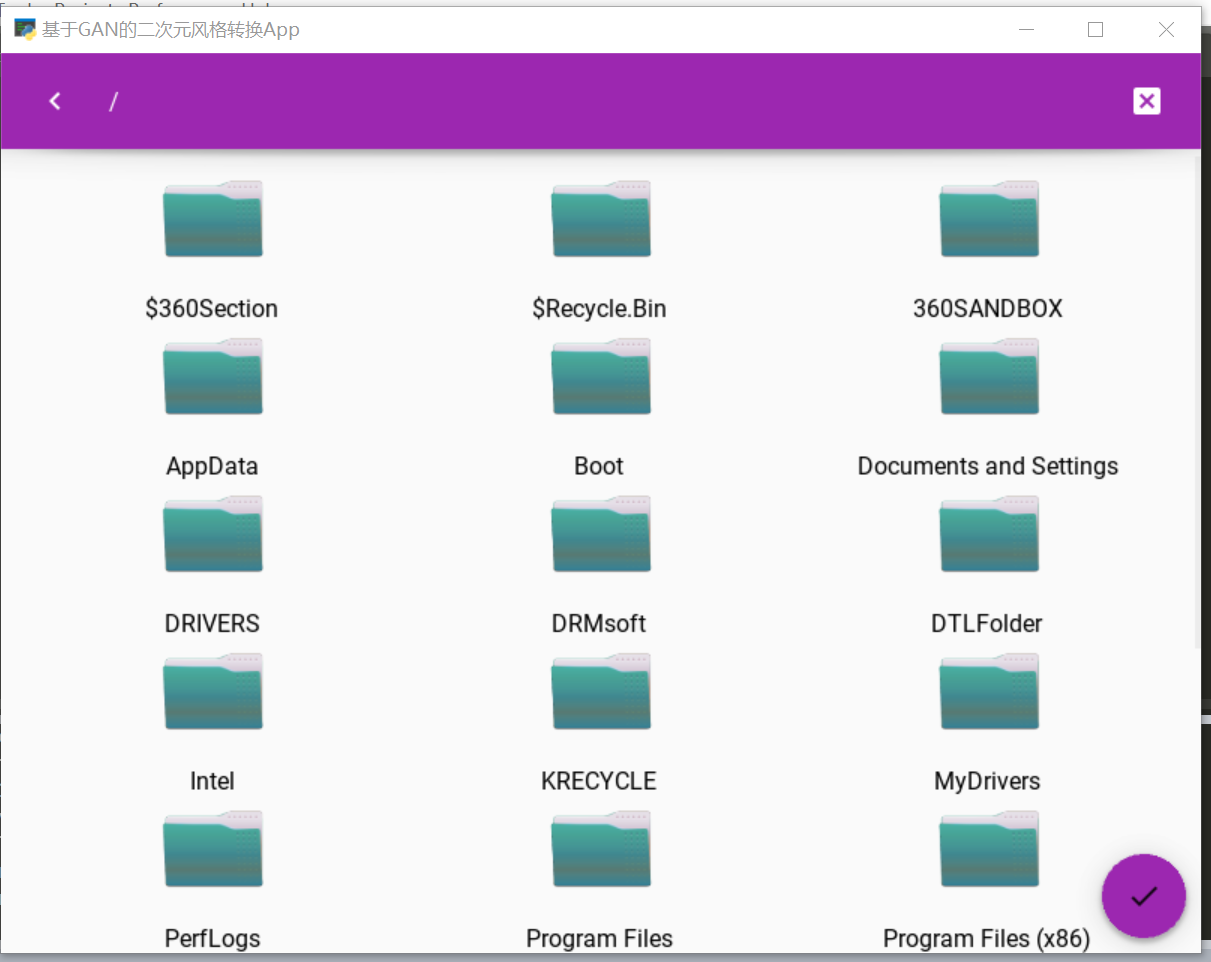 基于GAN的二次元风格转换App
/
$360Section $Recycle.Bin 360SANDBOX
AppData Boot Documents and Settings
DRIVERS DRMsoft DTLFolder
Intel KRECYCLE MyDrivers
PerfLogs Program Files Program Files (x86)